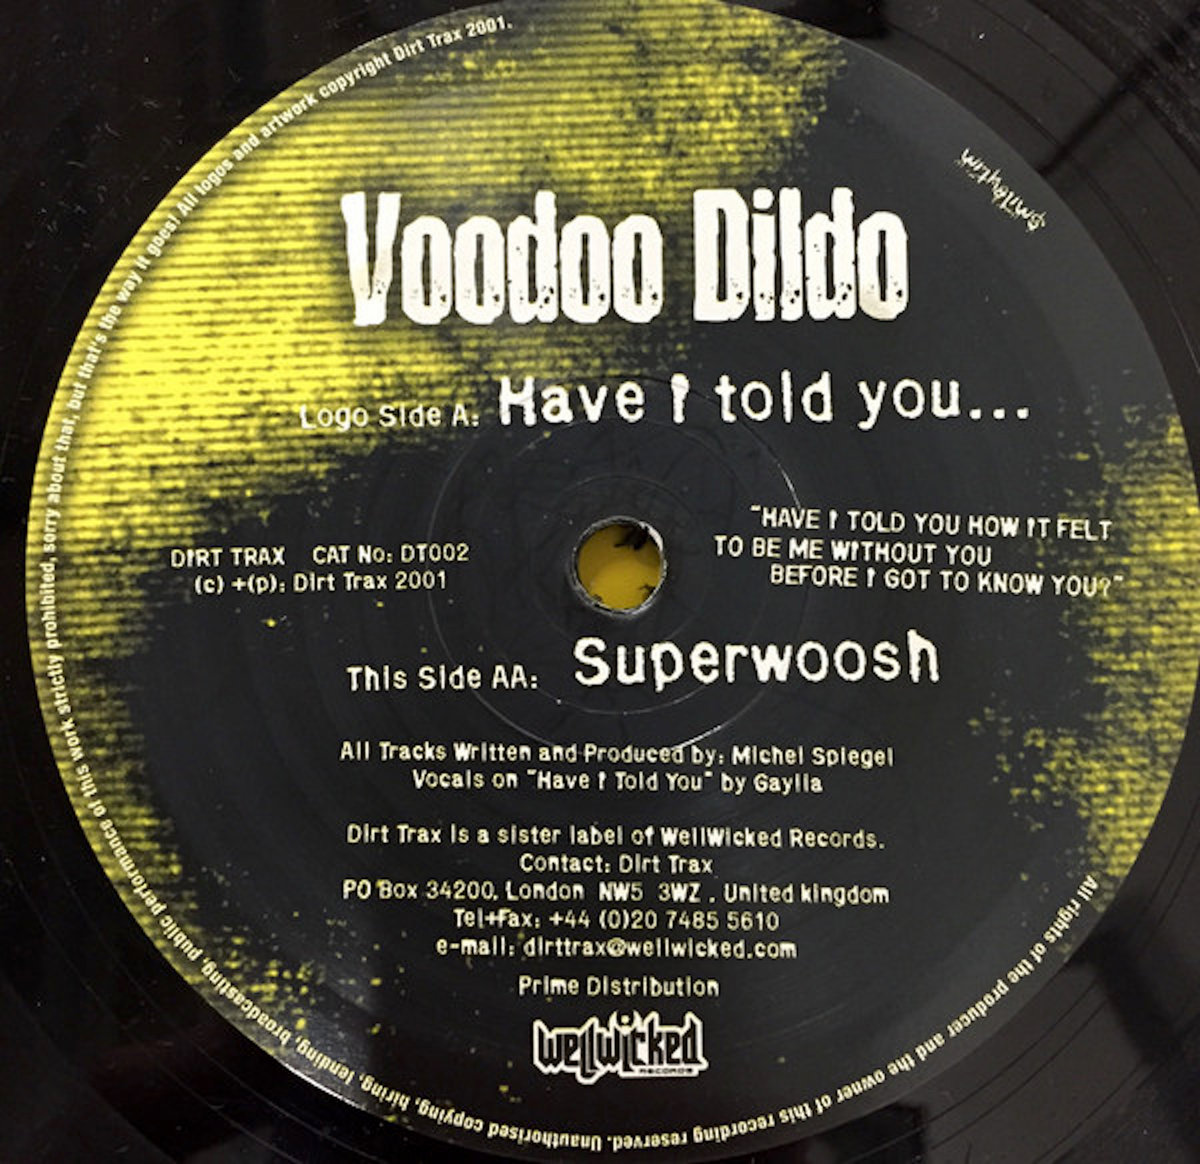 Voodoo Dildo
Logo Side A: Have I told you...
DIRT TRAX CAT No: DT002
(c) +(p): Dirt Trax 2001
"HAVE I TOLD YOU HOW IT FELT
TO BE ME WITHOUT YOU
BEFORE I GOT TO KNOW YOU?"
This Side AA: Superwoosh
All Tracks Written and Produced by: Michel Spiegel
Vocals on "Have I Told You" by Gaylia
Dirt Trax is a sister label of WellWicked Records.
Contact: Dirt Trax
PO Box 34200, London NW5 3WZ . United kingdom
Tel+Fax: +44 (0)20 7485 5610
e-mail: dirttrax@wellwicked.com
Prime Distribution
wellwicked
RECORDS
All rights of the producer and the owner of this recording reserved. Unauthorised copying, hiring, lending, broadcasting, public performance of this work strictly prohibited, sorry about that, but that's the way it goes! All logos and artwork copyright Dirt Trax 2001.